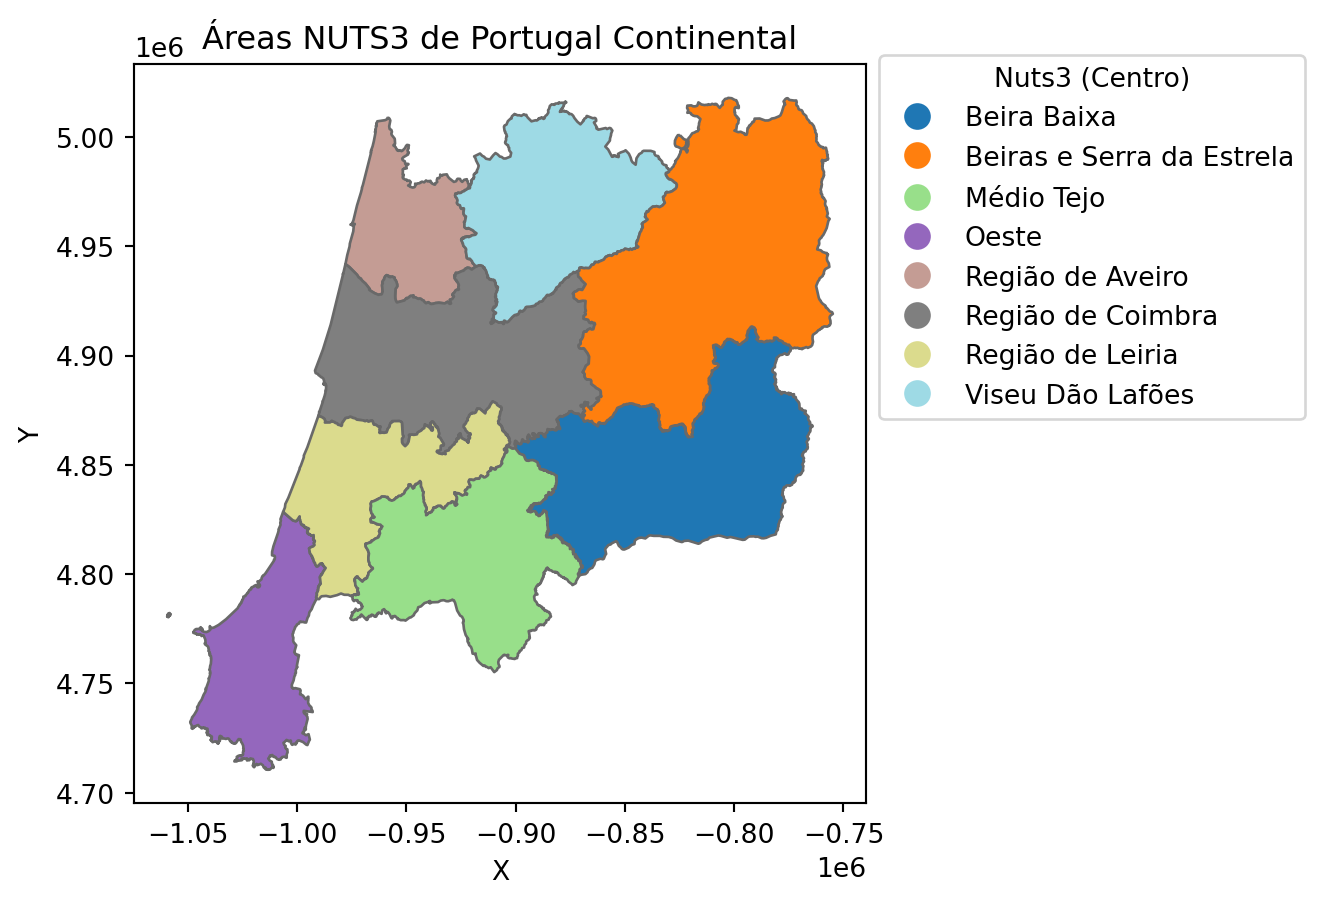 Áreas NUTS3 de Portugal Continental
1e6
5.00
4.95
4.90
4.85
4.80
4.75
4.70
Y
−1.05 −1.00 −0.95 −0.90 −0.85 −0.80 −0.75
X
1e6
Nuts3 (Centro)
Beira Baixa
Beiras e Serra da Estrela
Médio Tejo
Oeste
Região de Aveiro
Região de Coimbra
Região de Leiria
Viseu Dão Lafões